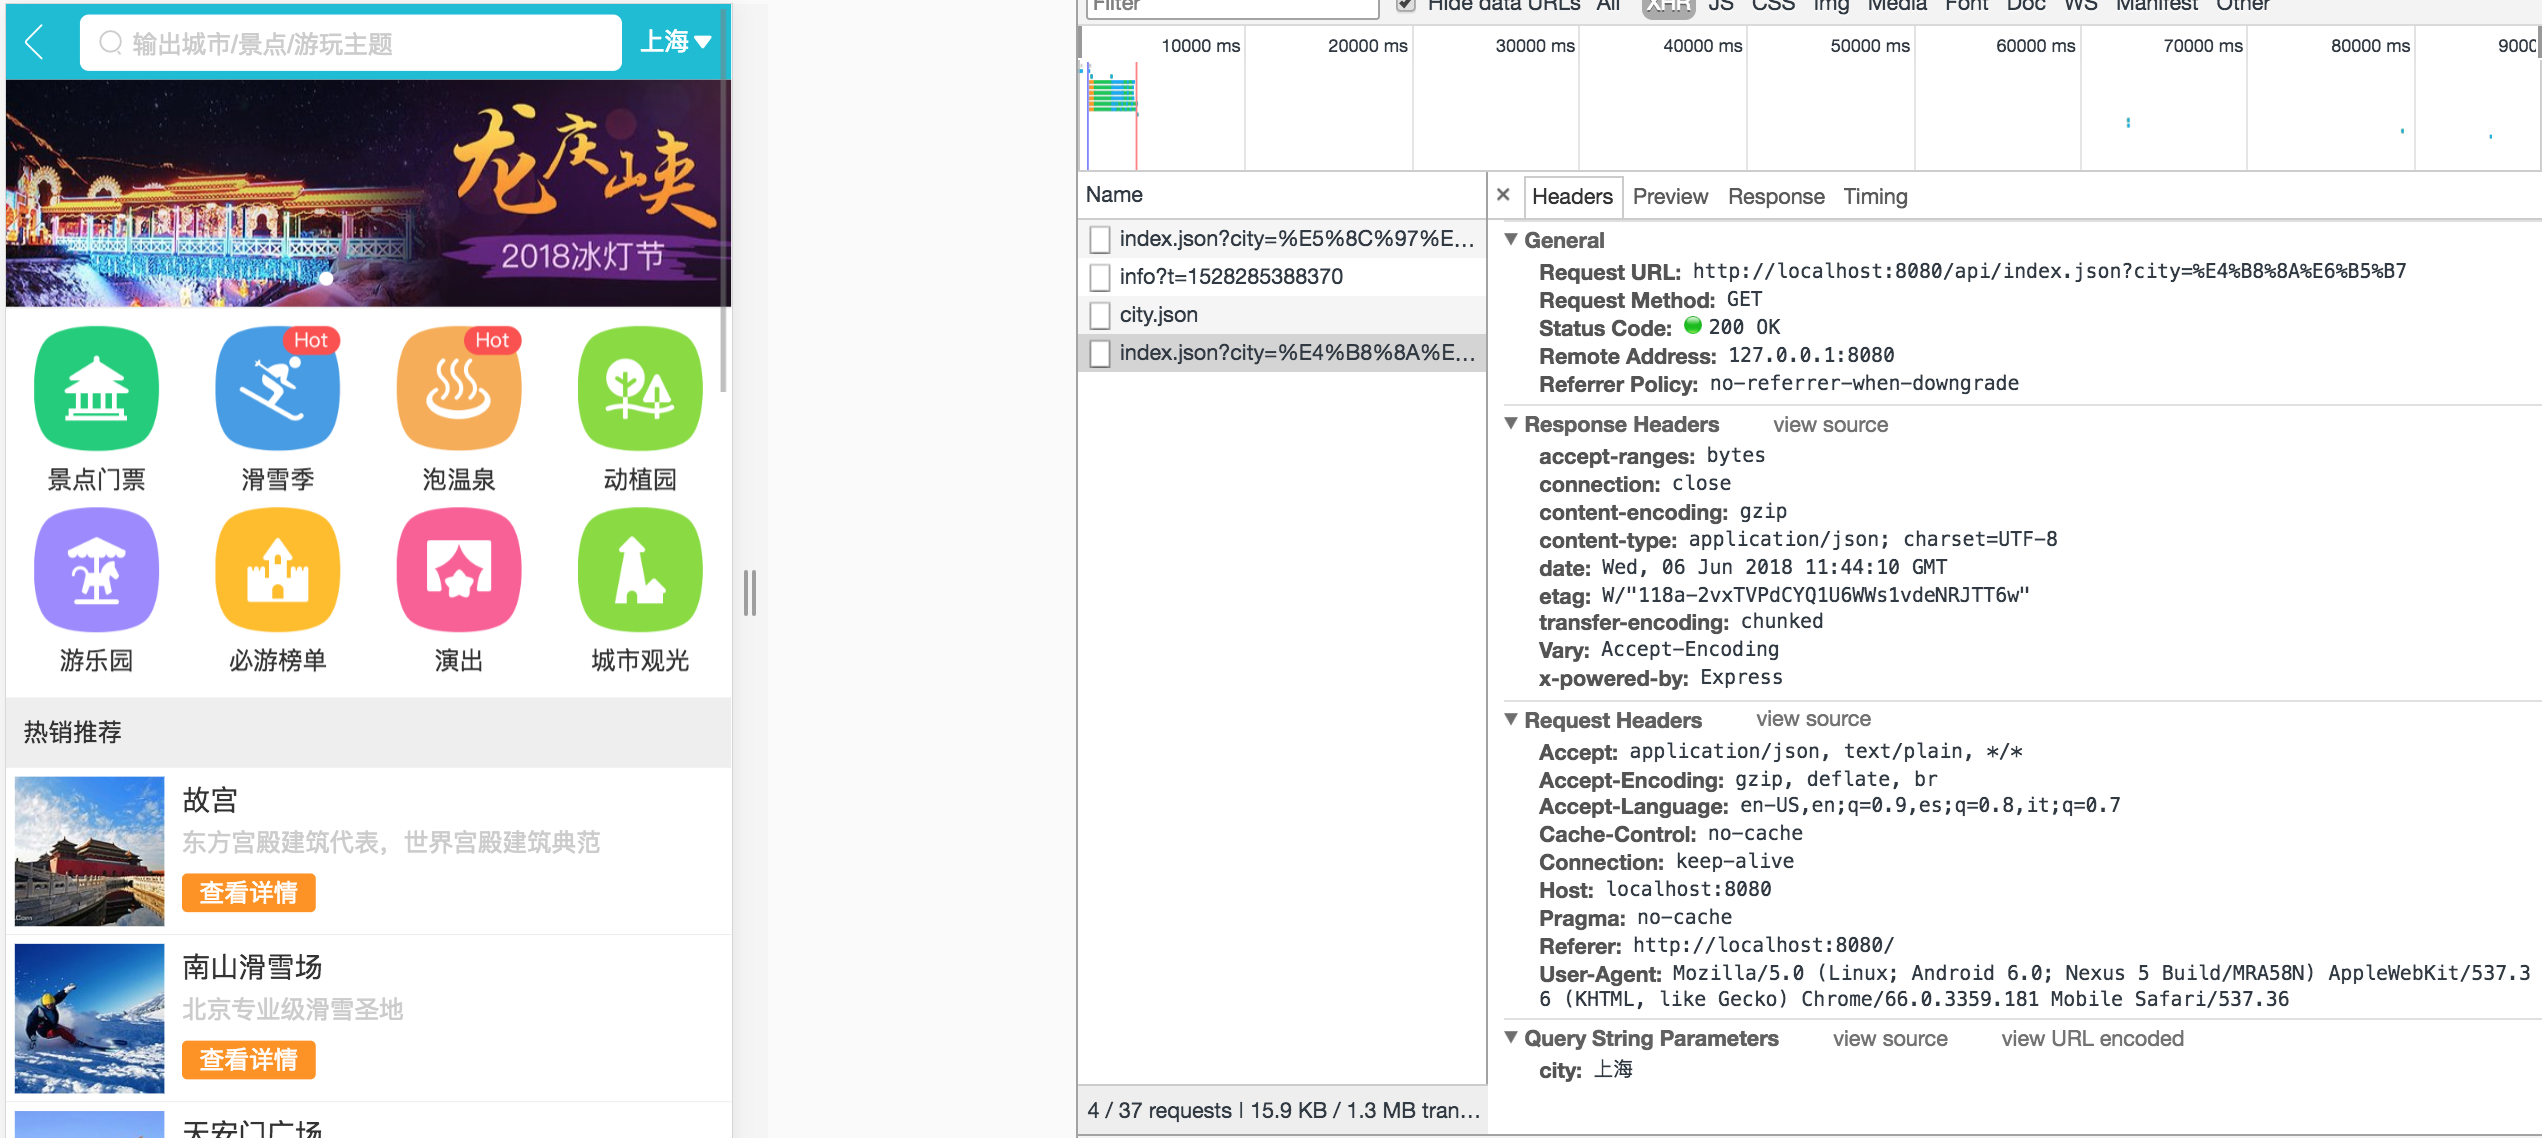 输出城市/景点/游玩主题
上海
龙庆峡
2018冰灯节
Hot
Hot
景点门票
滑雪季
泡温泉
动植园
游乐园
必游榜单
演出
城市观光
热销推荐
故宫
东方宫殿建筑代表，世界宫殿建筑典范
查看详情
南山滑雪场
北京专业级滑雪圣地
查看详情
天安门广场
Filter
Hide data URLs All XHR JS CSS Img Media Font Doc WS Manifest Other
10000 ms 20000 ms 30000 ms 40000 ms 50000 ms 60000 ms 70000 ms 80000 ms 9000
Name
index.json?city=%E5%8C%97%E...
info?t=1528285388370
city.json
index.json?city=%E4%B8%8A%E...
4 / 37 requests | 15.9 KB / 1.3 MB tran...
× Headers Preview Response Timing
General
Request URL: http://localhost:8080/api/index.json?city=%E4%B8%8A%E6%B5%B7
Request Method: GET
Status Code: 200 OK
Remote Address: 127.0.0.1:8080
Referrer Policy: no-referrer-when-downgrade
Response Headers view source
accept-ranges: bytes
connection: close
content-encoding: gzip
content-type: application/json; charset=UTF-8
date: Wed, 06 Jun 2018 11:44:10 GMT
etag: W/"118a-2vxTVPdCYQ1U6WWs1vdeNRJTT6w"
transfer-encoding: chunked
Vary: Accept-Encoding
x-powered-by: Express
Request Headers view source
Accept: application/json, text/plain, */*
Accept-Encoding: gzip, deflate, br
Accept-Language: en-US,en;q=0.9,es;q=0.8,it;q=0.7
Cache-Control: no-cache
Connection: keep-alive
Host: localhost:8080
Pragma: no-cache
Referer: http://localhost:8080/
User-Agent: Mozilla/5.0 (Linux; Android 6.0; Nexus 5 Build/MRA58N) AppleWebKit/537.3
6 (KHTML, like Gecko) Chrome/66.0.3359.181 Mobile Safari/537.36
Query String Parameters view source view URL encoded
city: 上海